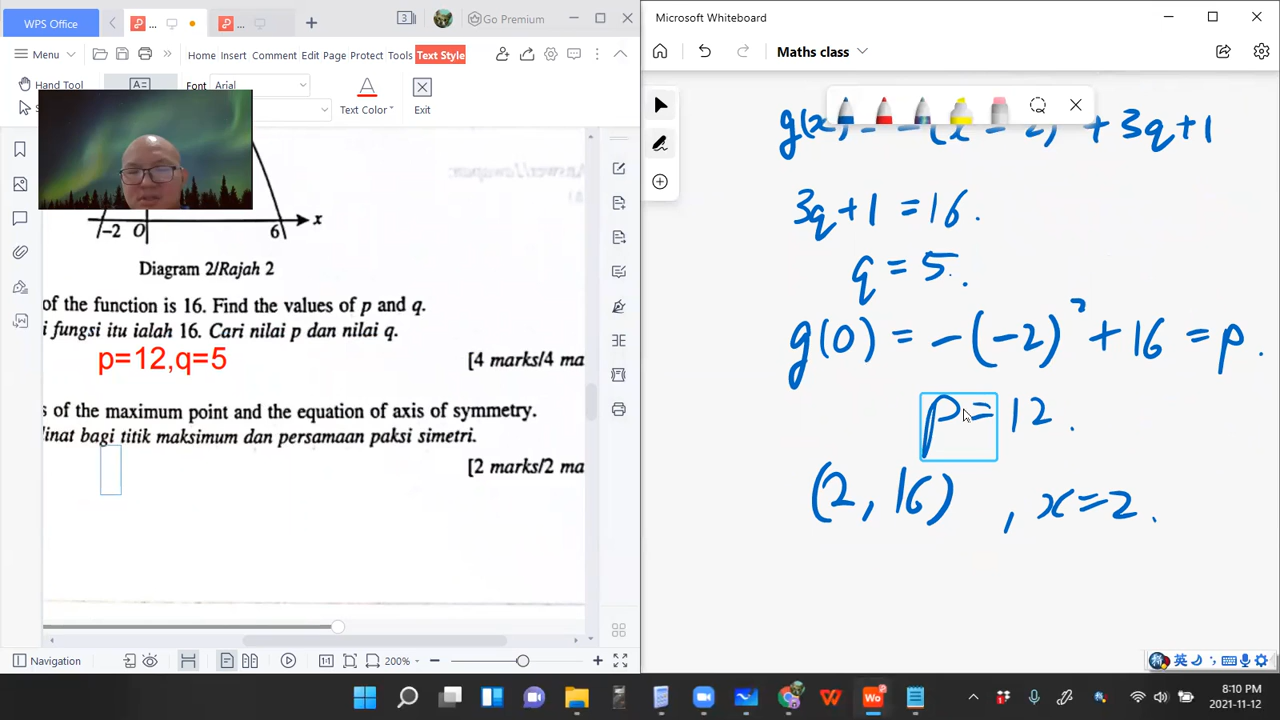 WPS Office
...
...
3
Go Premium
Menu
Home Insert Comment Edit Page Protect Tools Text Style
Hand Tool
Font Arial
Text Color
Exit
-2 O 6 x
Diagram 2/Rajah 2
of the function is 16. Find the values of p and q.
i fungsi itu ialah 16. Cari nilai p dan nilai q.
p=12,q=5
[4 marks/4 ma
s of the maximum point and the equation of axis of symmetry.
linat bagi titik maksimum dan persamaan paksi simetri.
[2 marks/2 ma
Navigation
1:1
200%
Microsoft Whiteboard
Maths class
g(x) = -(x-2) + 3q+1
3q+1 = 16.
q = 5.
g(0) = -(-2)² + 16 = p.
p = 12.
(2, 16) , x=2.
英
8:10 PM
2021-11-12